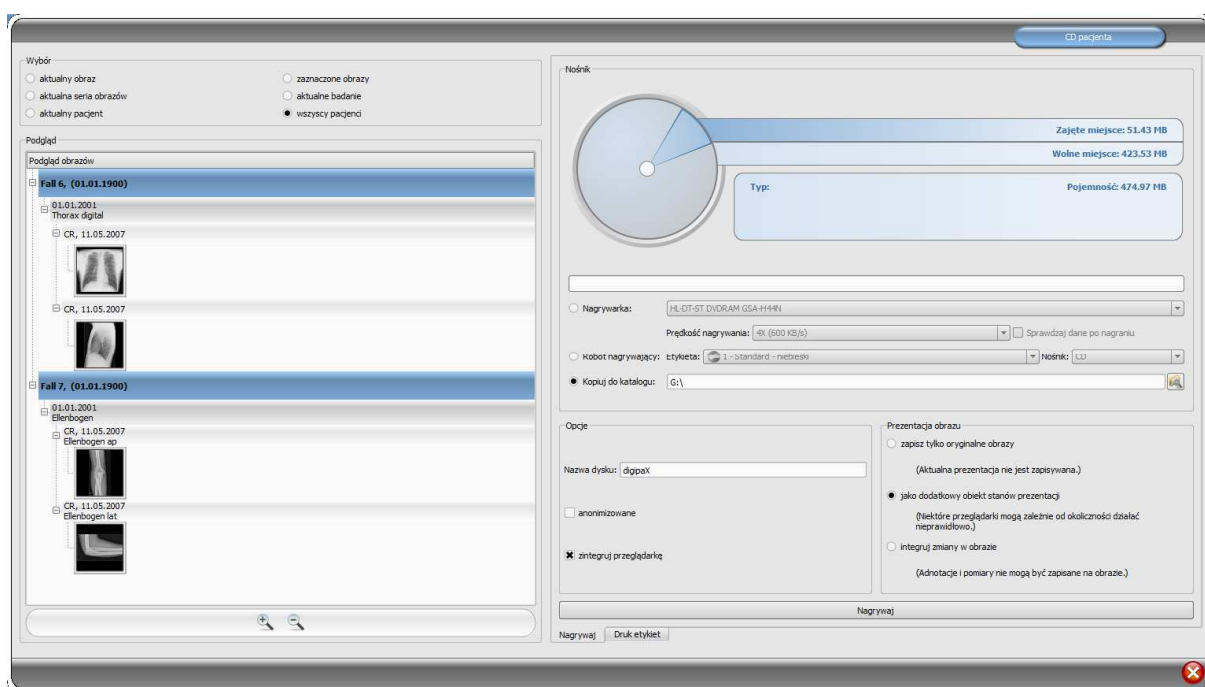 CD pacjenta
Wybór
aktualny obraz
zaznaczone obrazy
aktualna seria obrazów
aktualne badanie
aktualny pacjent
wszyscy pacjenci
Podgląd
Podgląd obrazów
Fall 6, (01.01.1900)
01.01.2001
Thorax digital
CR, 11.05.2007
CR, 11.05.2007
Fall 7, (01.01.1900)
01.01.2001
Ellenbogen
CR, 11.05.2007
Ellenbogen ap
CR, 11.05.2007
Ellenbogen lat
Nośnik
Zajęte miejsce: 51.43 MB
Wolne miejsce: 423.53 MB
Typ: Pojemność: 474.97 MB
Nagrywarka: HL-DT-ST DVDRAM GSA-H44N
Prędkość nagrywania: 4X (600 KB/s) Sprawdzaj dane po nagraniu
Robot nagrywający: Etykieta: 1 - Standard - niebieski Nośnik: CD
Kopiuj do katalogu: G:\
Opcje
Nazwa dysku: digipaX
anonimizowane
zintegruj przeglądarkę
Prezentacja obrazu
zapisz tylko oryginalne obrazy
(Aktualna prezentacja nie jest zapisywana.)
jako dodatkowy obiekt stanów prezentacji
(Niektóre przeglądarki mogą zależnie od okoliczności działać
nieprawidłowo.)
integruj zmiany w obrazie
(Adnotacje i pomiary nie mogą być zapisane na obrazie.)
Nagrywaj
Nagrywaj Druk etykiet